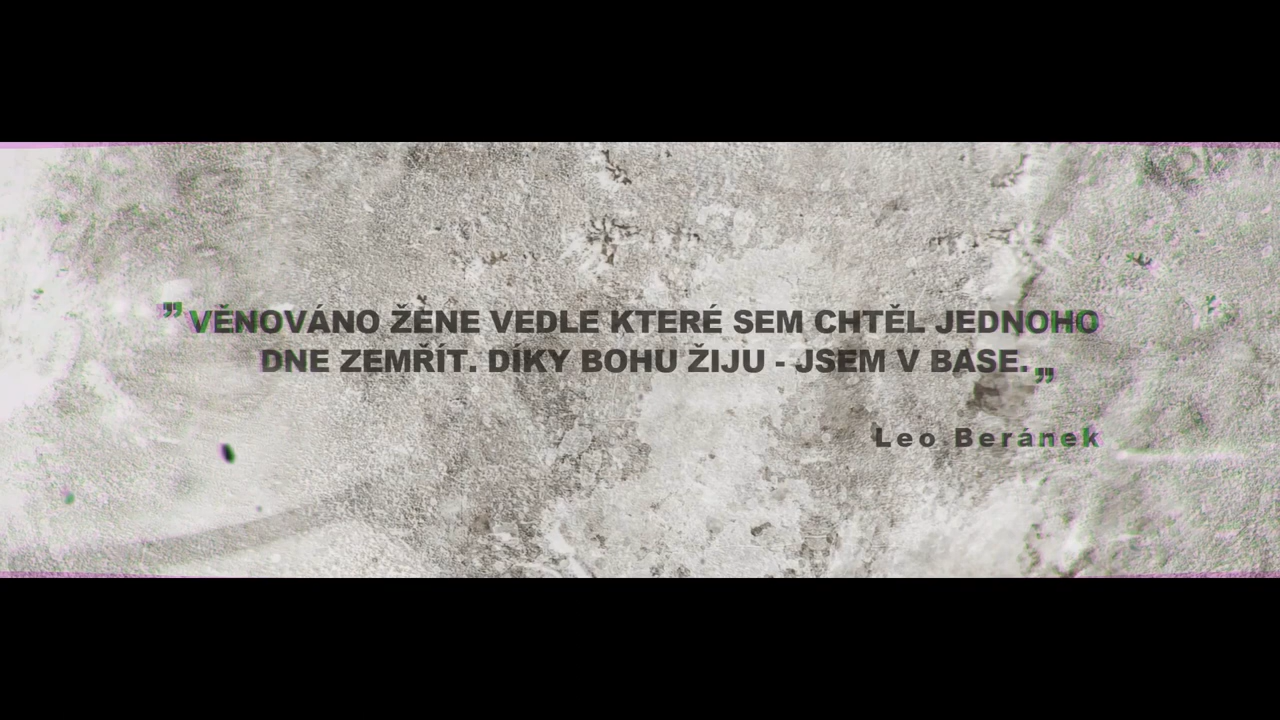 ” VĚNOVÁNO ŽENE VEDLE KTERÉ SEM CHTĚL JEDNOHO
DNE ZEMŘÍT. DÍKY BOHU ŽIJU - JSEM V BASE. ”
Leo Beránek